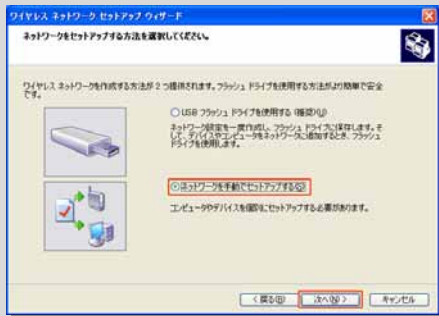 ワイヤレス ネットワーク セットアップ ウィザード
ネットワークをセットアップする方法を選択してください。
ワイヤレス ネットワークを作成する方法が 2 つ提供されます。フラッシュ ドライブを使用する方法がより簡単で安全
です。
USB フラッシュ ドライブを使用する (推奨)(U)
ネットワーク設定を一度作成し、フラッシュ ドライブに保存します。そ
して、デバイスやコンピュータをネットワークに追加するとき、フラッシュ
ドライブを使用します。
ネットワークを手動でセットアップする(S)
コンピュータやデバイスを個別にセットアップする必要があります。
< 戻る(B)
次へ(N) >
キャンセル